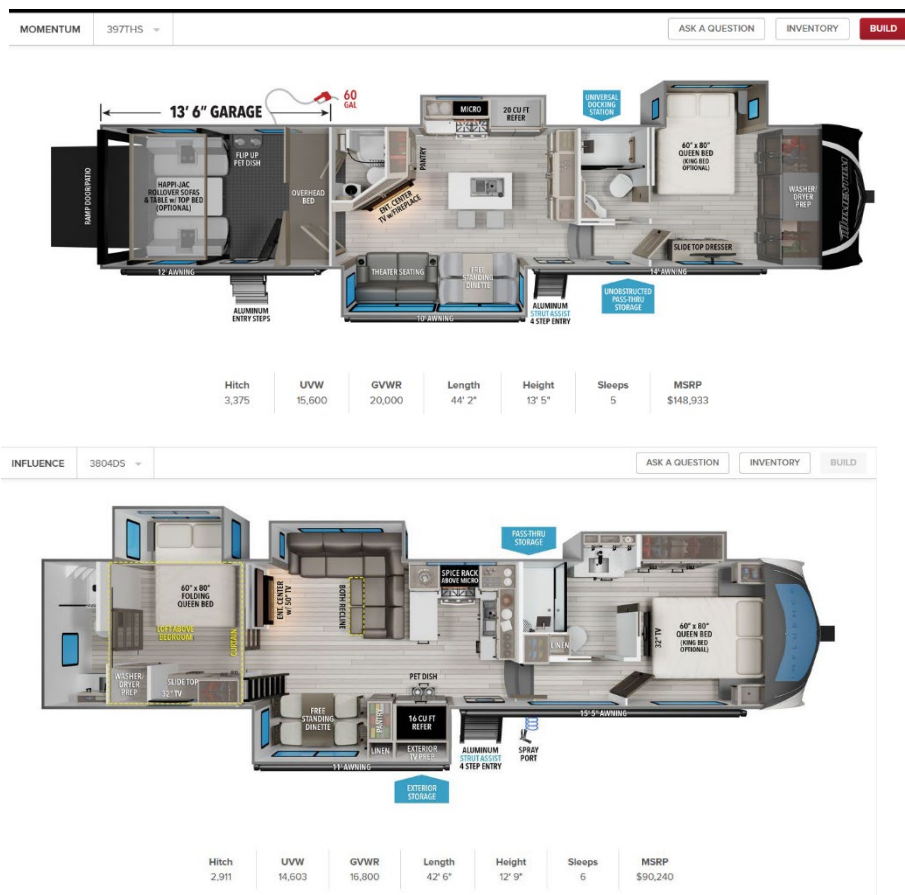 MOMENTUM
397THS
ASK A QUESTION
INVENTORY
BUILD
60
GAL
13' 6" GARAGE
MICRO
20 CU FT
REFER
UNIVERSAL
DOCKING
STATION
RAMP DOOR/PATIO
HAPPI-JAC
ROLLOVER SOFAS
& TABLE w/ TOP BED
(OPTIONAL)
FLIP UP
PET DISH
OVERHEAD
BED
PANTRY
ENT. CENTER
TV w/FIREPLACE
60" x 80"
QUEEN BED
(KING BED
OPTIONAL)
WASHER/
DRYER
PREP
MOMENTUM
SLIDE TOP DRESSER
THEATER SEATING
FREE
STANDING
DINETTE
12' AWNING
14' AWNING
ALUMINUM
ENTRY STEPS
10' AWNING
ALUMINUM
STRUT ASSIST
4 STEP ENTRY
UNOBSTRUCTED
PASS-THRU
STORAGE
Hitch UVW GVWR Length Height Sleeps MSRP
3,375 15,600 20,000 44' 2" 13' 5" 5 $148,933
INFLUENCE
3804DS
ASK A QUESTION
INVENTORY
BUILD
PASS-THRU
STORAGE
60" x 80"
FOLDING
QUEEN BED
LOFT ABOVE
BEDROOM
CURTAIN
ENT. CENTER
w/ 50" TV
BOTH RECLINE
SPICE RACK
ABOVE MICRO
LINEN
32" TV
60" x 80"
QUEEN BED
(KING BED
OPTIONAL)
INFLUENCE
WASHER/
DRYER
PREP
SLIDE TOP
32" TV
PET DISH
FREE
STANDING
DINETTE
PANTRY
16 CU FT
REFER
LINEN
EXTERIOR
TV PREP
11' AWNING
15' 5" AWNING
ALUMINUM
STRUT ASSIST
4 STEP ENTRY
SPRAY
PORT
EXTERIOR
STORAGE
Hitch UVW GVWR Length Height Sleeps MSRP
2,911 14,603 16,800 42' 6" 12' 9" 6 $90,240